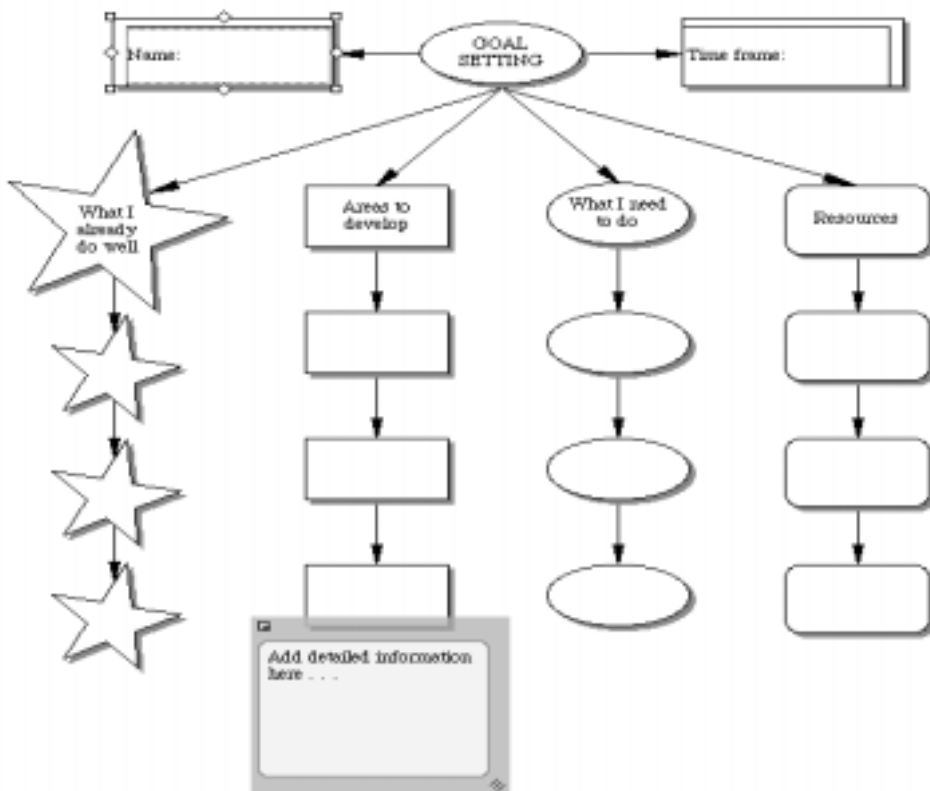 Name:
GOAL
SETTING
Time frame:
What I
already
do well
Areas to
develop
What I need
to do
Resources
Add detailed information
here . . .